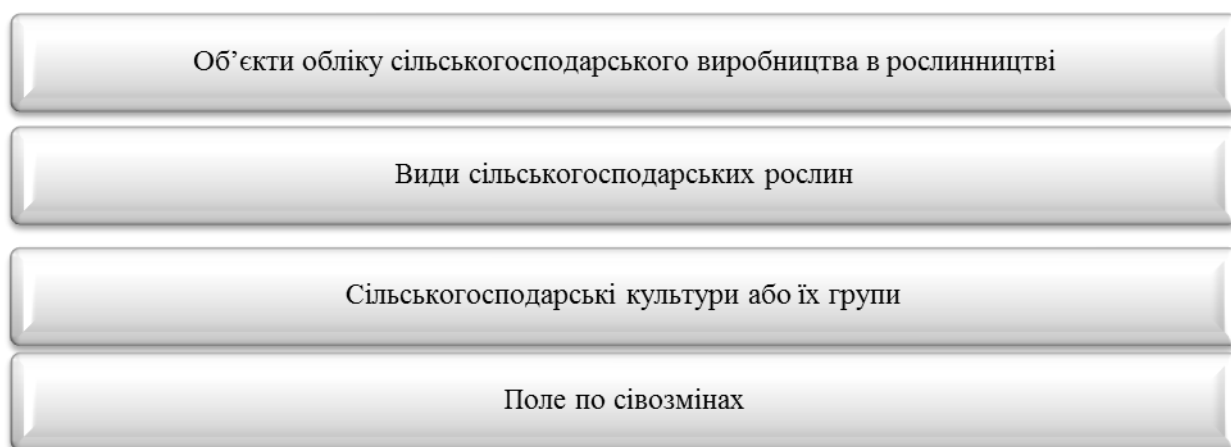 Об’єкти обліку сільськогосподарського виробництва в рослинництві
Види сільськогосподарських рослин
Сільськогосподарські культури або їх групи
Поле по сівозмінах